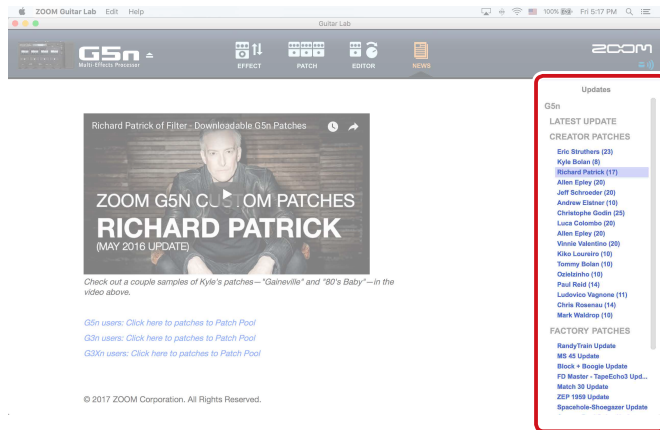 ZOOM Guitar Lab Edit Help
100% Fri 5:17 PM
Guitar Lab
G5n
Multi-Effects Processor
EFFECT PATCH EDITOR NEWS
ZOOM
Richard Patrick of Filter - Downloadable G5n Patches
ZOOM G5N CUSTOM PATCHES
RICHARD PATRICK
(MAY 2016 UPDATE)
Check out a couple samples of Kyle's patches—"Gaineville" and "80's Baby"—in the
video above.
G5n users: Click here to patches to Patch Pool
G3n users: Click here to patches to Patch Pool
G3Xn users: Click here to patches to Patch Pool
© 2017 ZOOM Corporation. All Rights Reserved.
Updates
G5n
LATEST UPDATE
CREATOR PATCHES
Eric Struthers (23)
Kyle Bolan (8)
Richard Patrick (17)
Allen Epley (20)
Jeff Schroeder (20)
Andrew Elstner (10)
Christophe Godin (25)
Luca Colombo (20)
Allen Epley (20)
Vinnie Valentino (20)
Kiko Loureiro (10)
Tommy Bolan (10)
Ozielzinho (10)
Paul Reid (14)
Ludovico Vagnone (11)
Chris Rosenau (14)
Mark Waldrop (10)
FACTORY PATCHES
RandyTrain Update
MS 45 Update
Block + Boogie Update
FD Master - TapeEcho3 Upd...
Match 30 Update
ZEP 1959 Update
Spacehole-Shoegazer Update